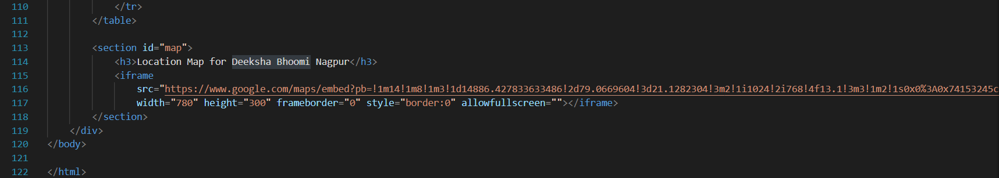 110 </tr>
111 </table>
112
113 <section id="map">
114 <h3>Location Map for Deeksha Bhoomi Nagpur</h3>
115 <iframe
116 src="https://www.google.com/maps/embed?pb=!1m14!1m8!1m3!1d14886.427833633486!2d79.0669604!3d21.1282304!3m2!1i1024!2i768!4f13.1!3m3!1m2!1s0x0%3A0x74153245c
117 width="780" height="300" frameborder="0" style="border:0" allowfullscreen=""></iframe>
118 </section>
119 </div>
120 </body>
121
122 </html>